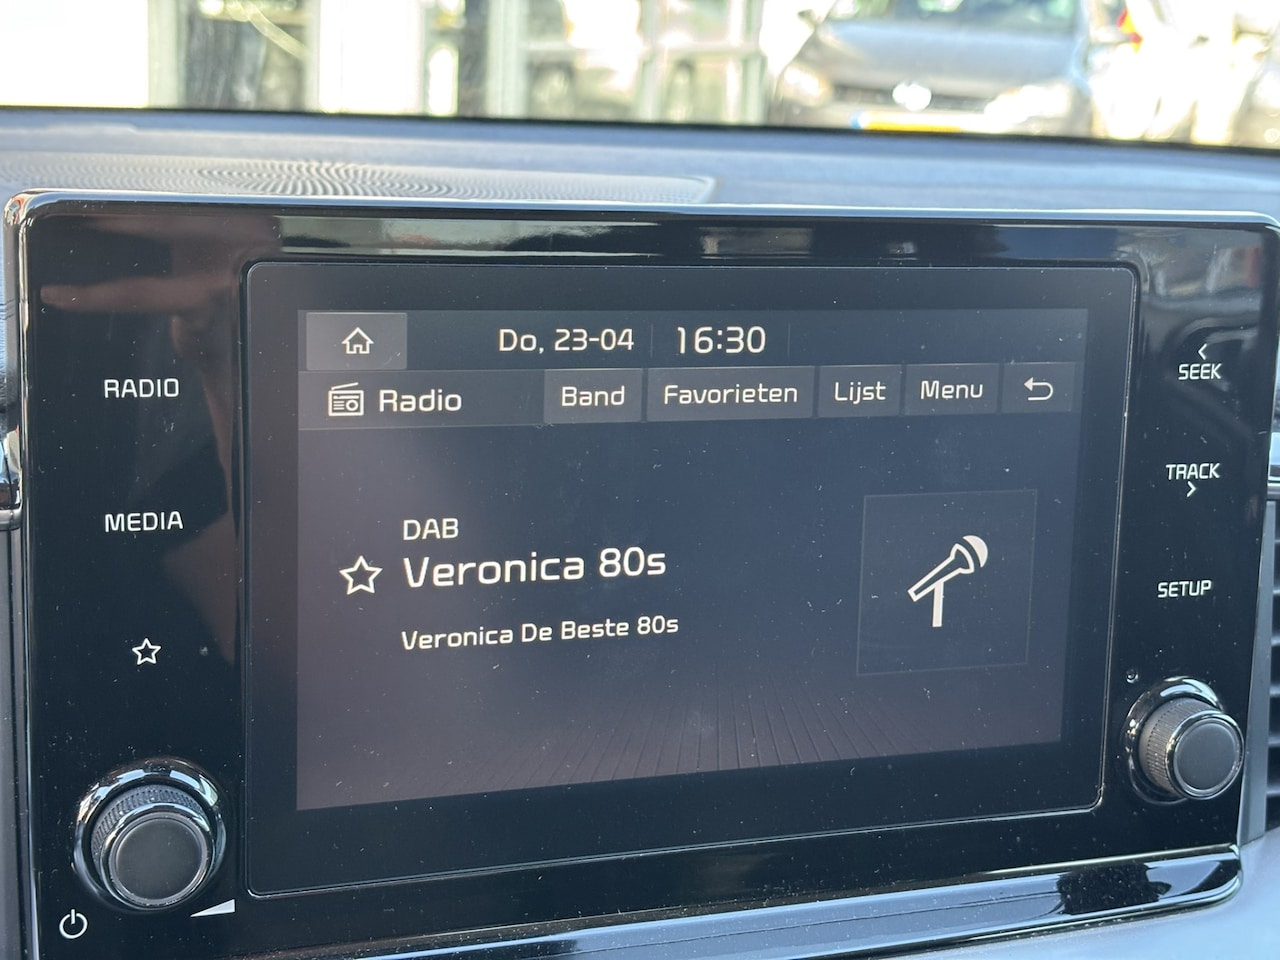 Do, 23-04 16:30
Radio Band Favorieten Lijst Menu
DAB
Veronica 80s
Veronica De Beste 80s
RADIO
MEDIA
SEEK
TRACK
SETUP